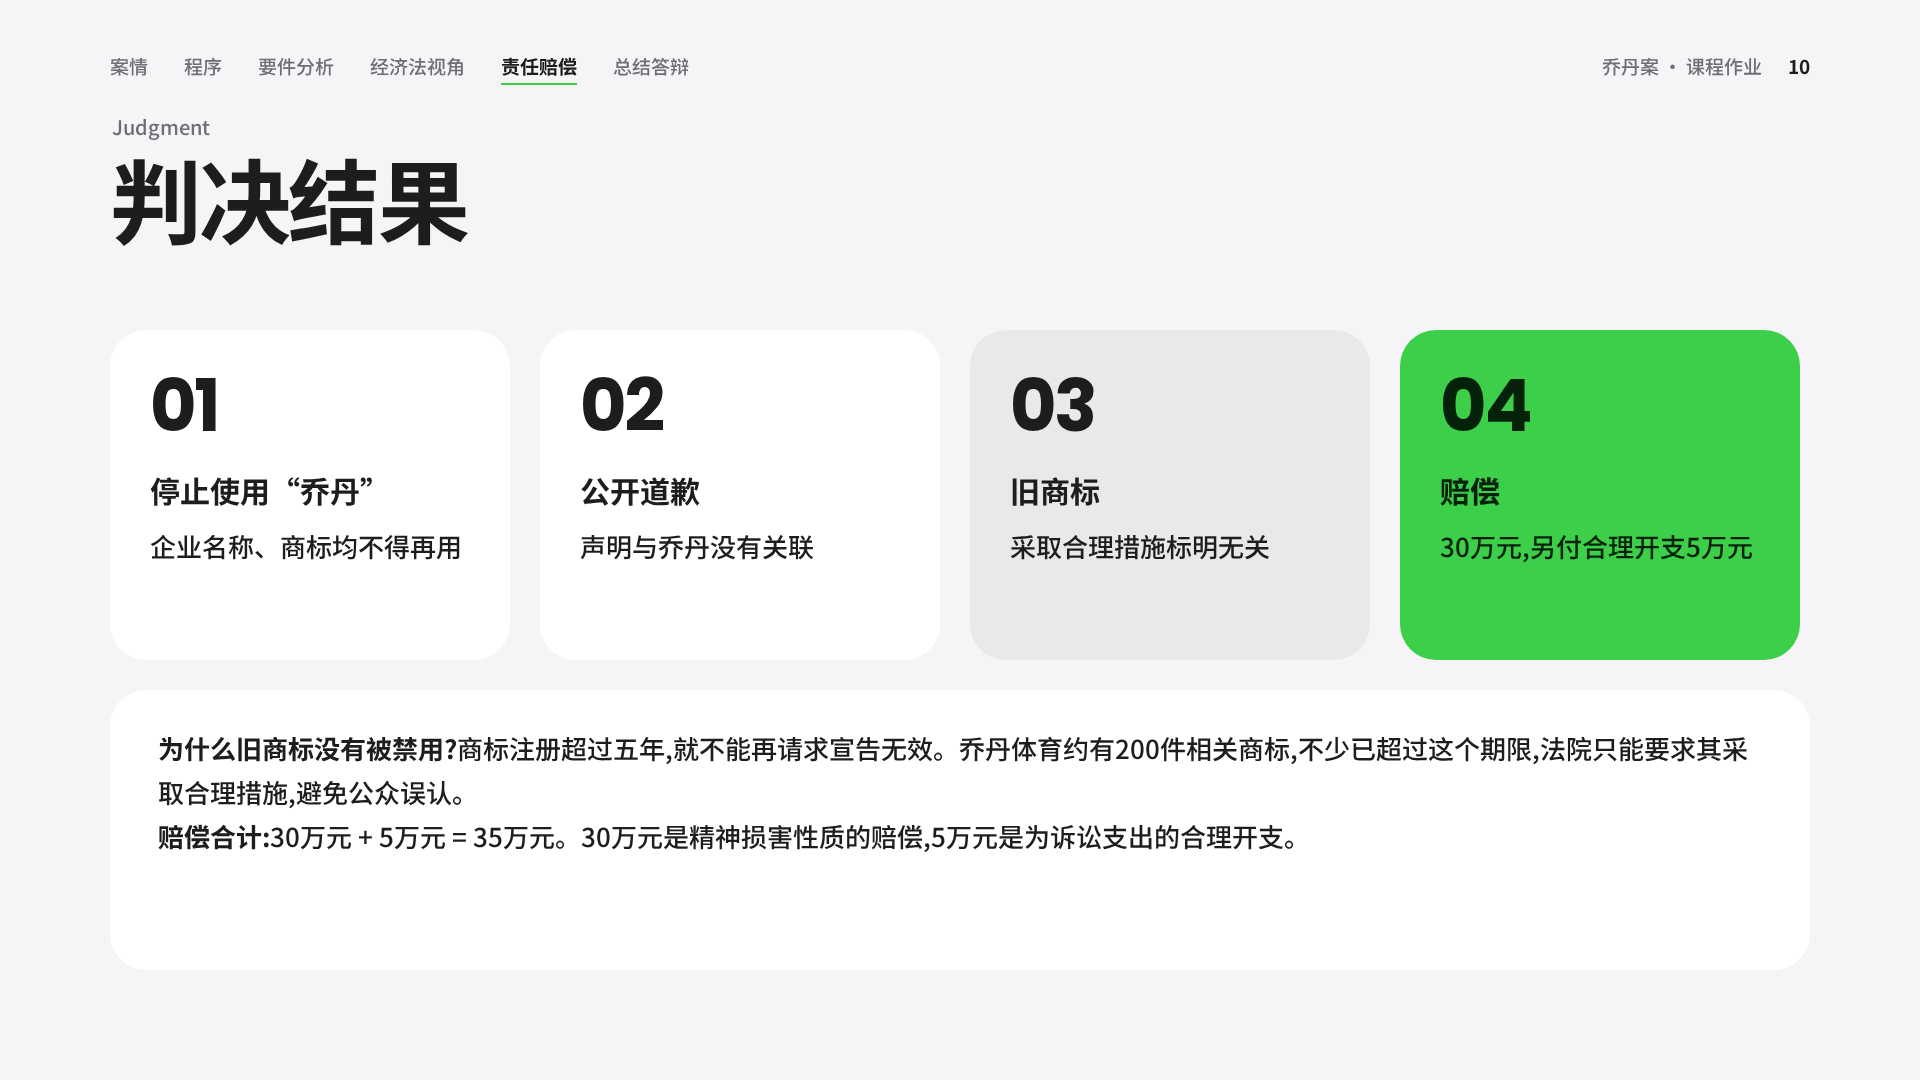 案情 程序 要件分析 经济法视角 责任赔偿 总结答辩 乔丹案 · 课程作业 10
Judgment
判决结果
01
停止使用“乔丹”
企业名称、商标均不得再用
02
公开道歉
声明与乔丹没有关联
03
旧商标
采取合理措施标明无关
04
赔偿
30万元,另付合理开支5万元
为什么旧商标没有被禁用?商标注册超过五年,就不能再请求宣告无效。乔丹体育约有200件相关商标,不少已超过这个期限,法院只能要求其采
取合理措施,避免公众误认。
赔偿合计:30万元 + 5万元 = 35万元。30万元是精神损害性质的赔偿,5万元是为诉讼支出的合理开支。